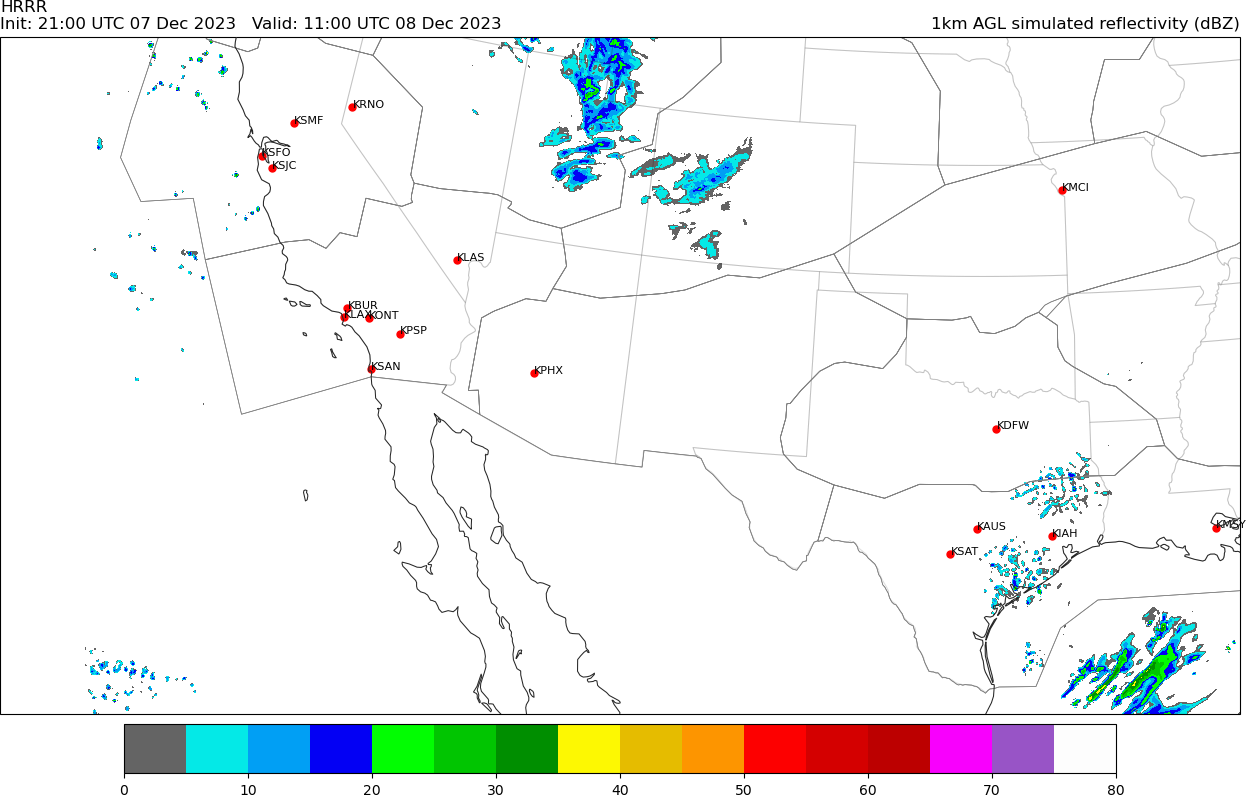 HRRR
Init: 21:00 UTC 07 Dec 2023   Valid: 11:00 UTC 08 Dec 2023
1km AGL simulated reflectivity (dBZ)
KRNO
KSMF
KSFO
KSJC
KMCI
KLAS
KBUR
KLAX
KONT
KPSP
KSAN
KPHX
KDFW
KAUS
KIAH
KMSY
KSAT
0 10 20 30 40 50 60 70 80